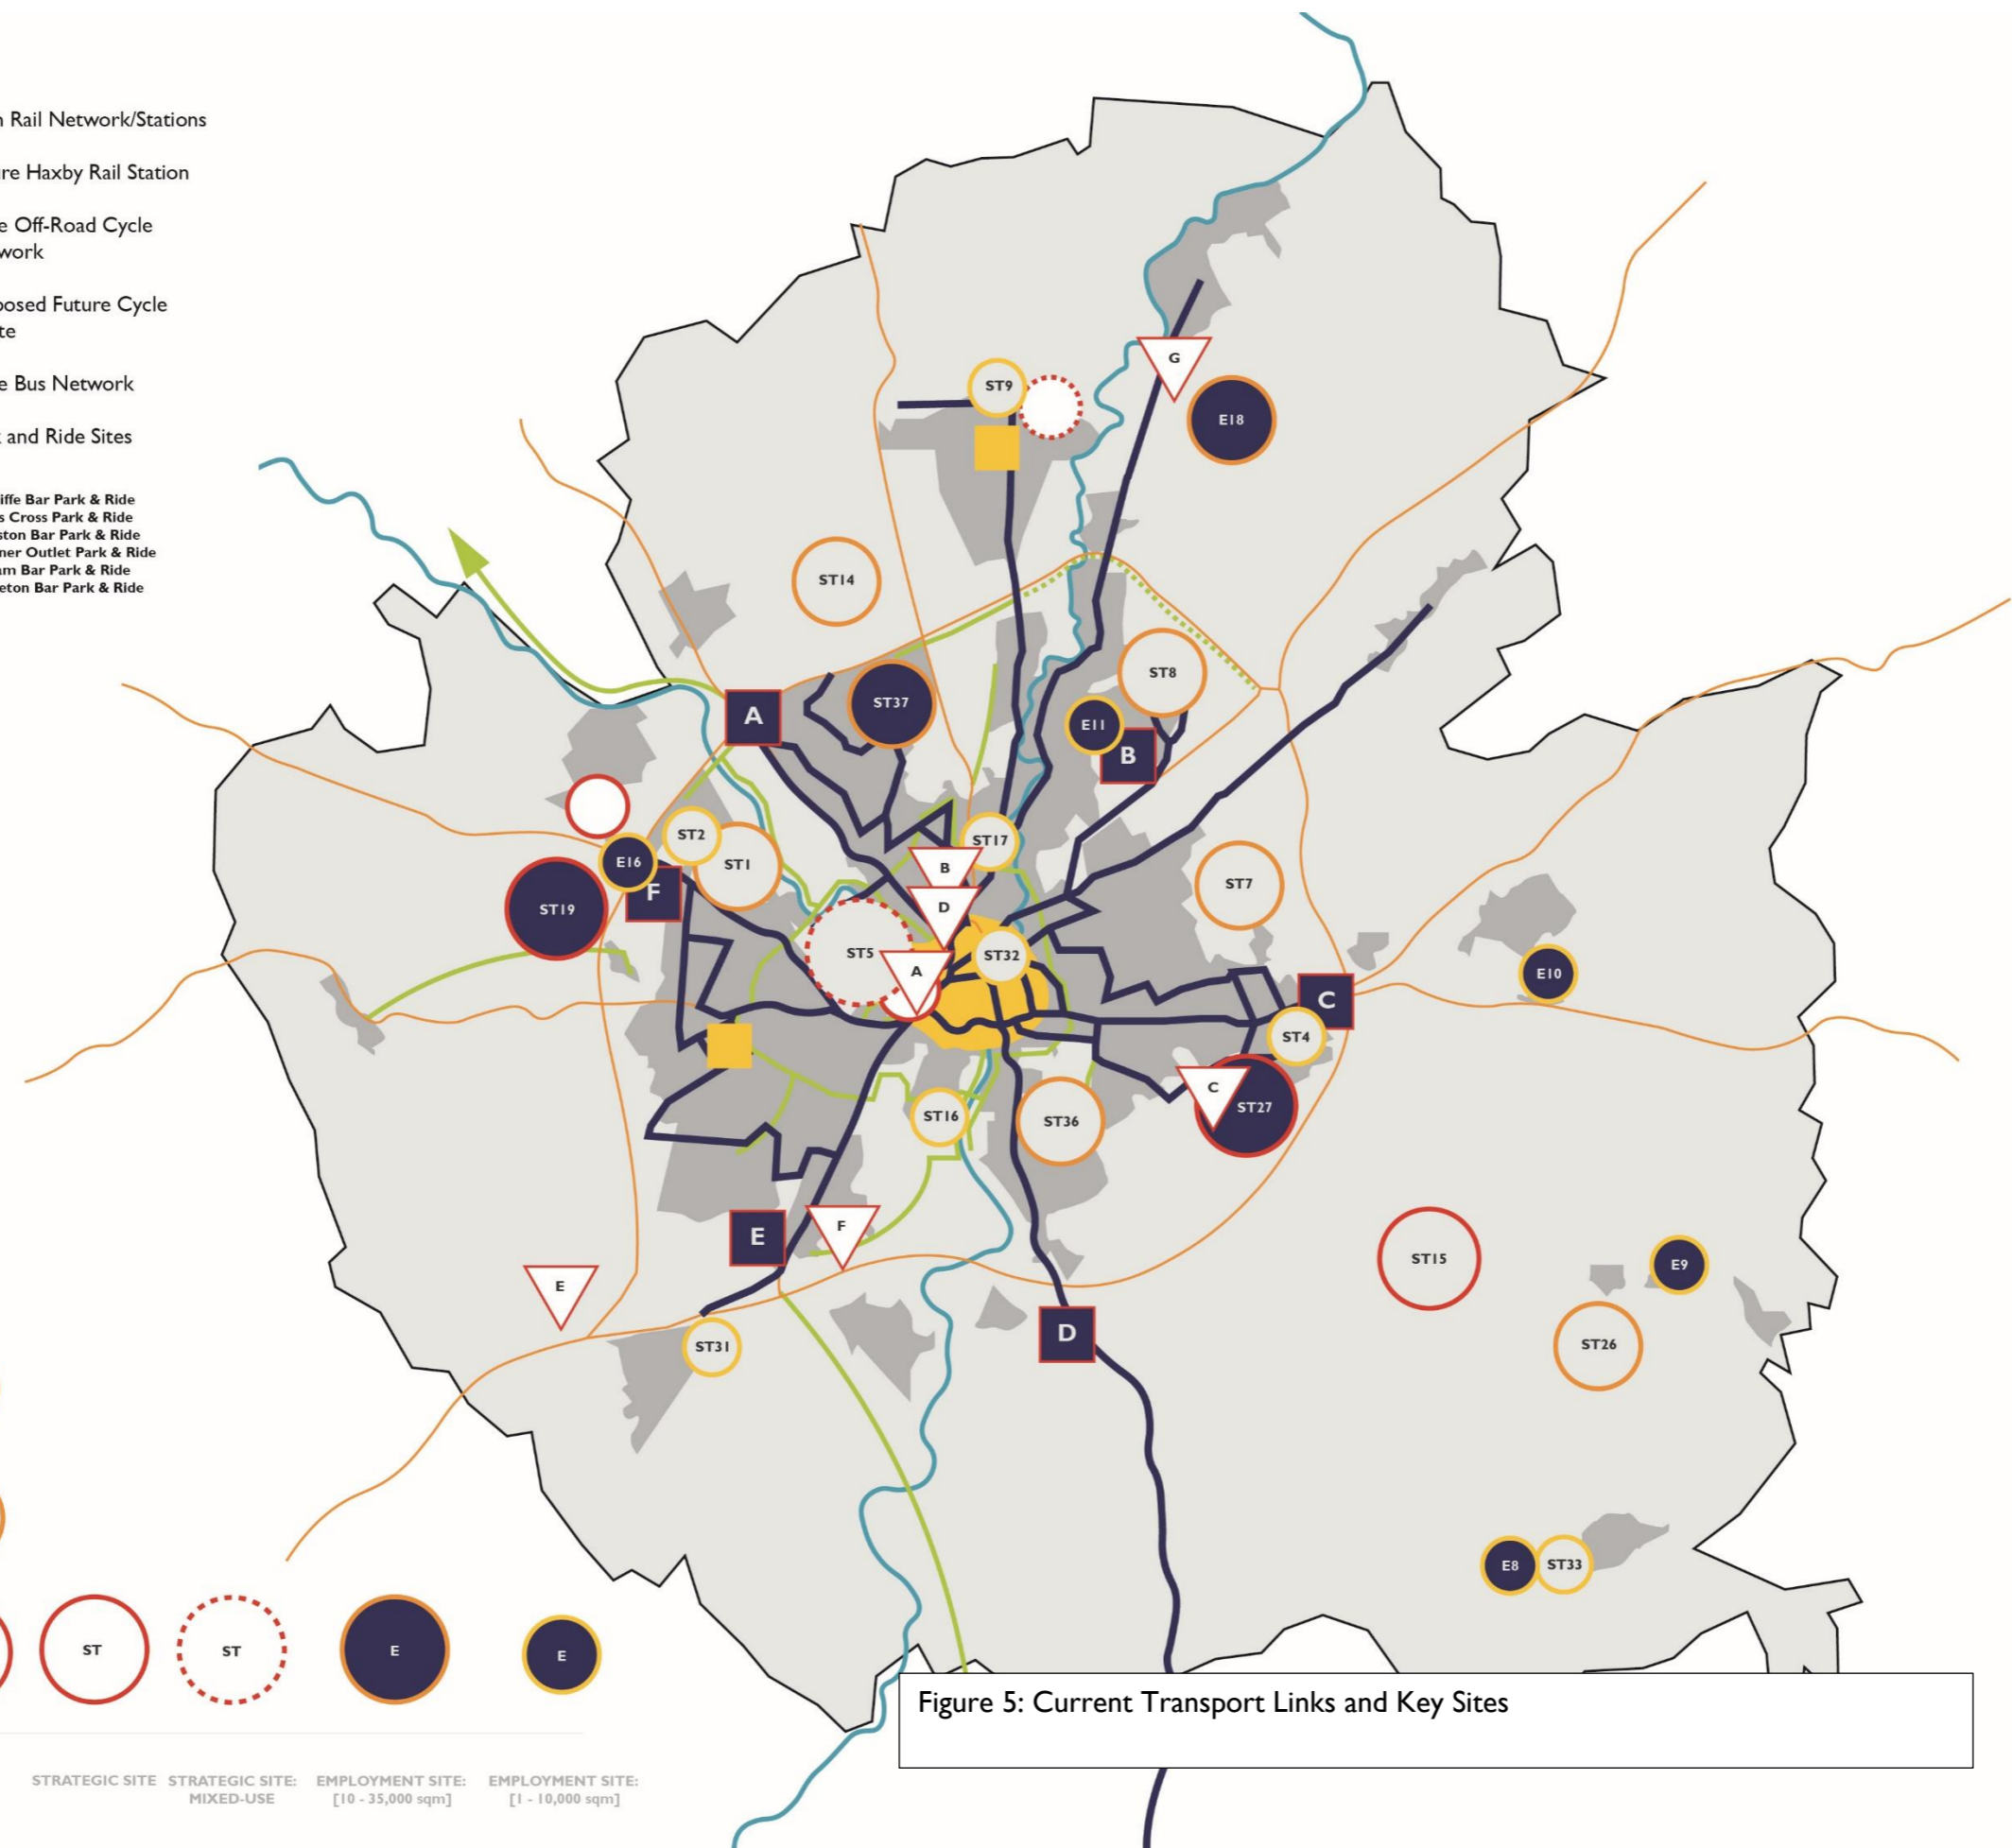 n Rail Network/Stations
re Haxby Rail Station
e Off-Road Cycle
work
posed Future Cycle
te
e Bus Network
and Ride Sites
iffe Bar Park & Ride
s Cross Park & Ride
ston Bar Park & Ride
ner Outlet Park & Ride
am Bar Park & Ride
eton Bar Park & Ride
G
ST9
E18
ST14
ST8
A
ST37
E11
B
ST2
ST17
E16
ST1
B
F
ST7
ST19
D
ST5
ST32
A
E10
C
ST4
C
ST27
ST16
ST36
F
E
ST15
E9
E
D
ST31
ST26
E8
ST33
ST
ST
E
E
Figure 5: Current Transport Links and Key Sites
STRATEGIC SITE
STRATEGIC SITE:
MIXED-USE
EMPLOYMENT SITE:
[10 - 35,000 sqm]
EMPLOYMENT SITE:
[1 - 10,000 sqm]